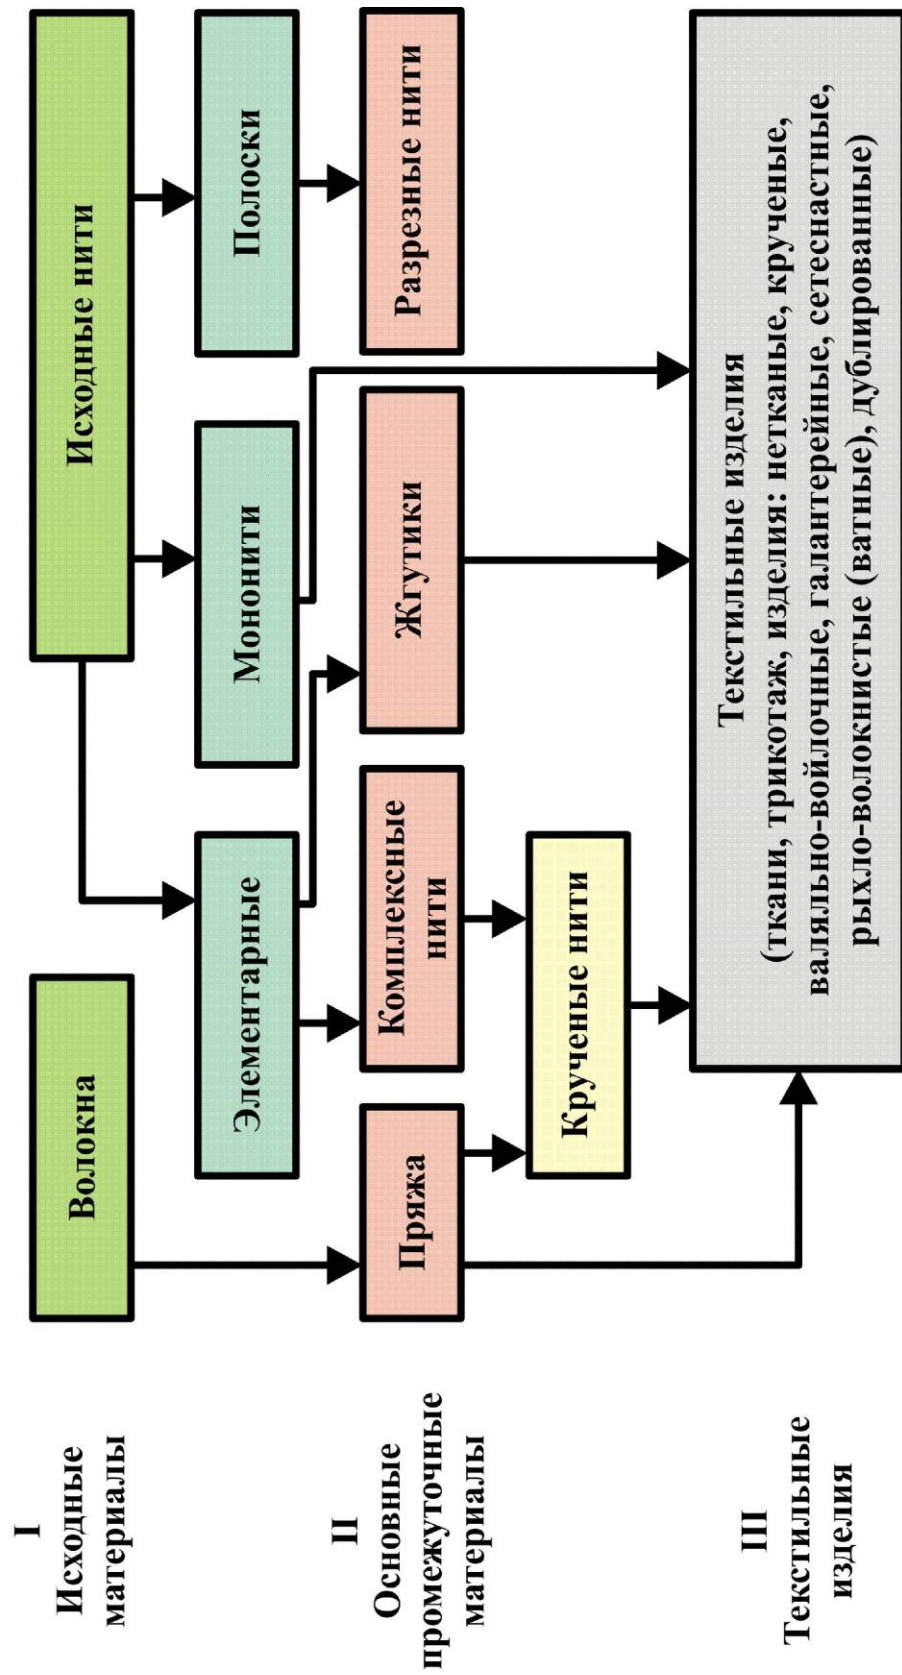 I
Исходные
материалы
Волокна
Исходные нити
Элементарные
Мононити
Полоски
II
Основные
промежуточные
материалы
Пряжа
Комплексные
нити
Жгутики
Разрезные нити
Крученые нити
III
Текстильные
изделия
Текстильные изделия
(ткани, трикотаж, изделия: нетканые, крученые,
валяльно-войлочные, галантерейные, сетеснастные,
рыхло-волокнистые (ватные), дублированные)